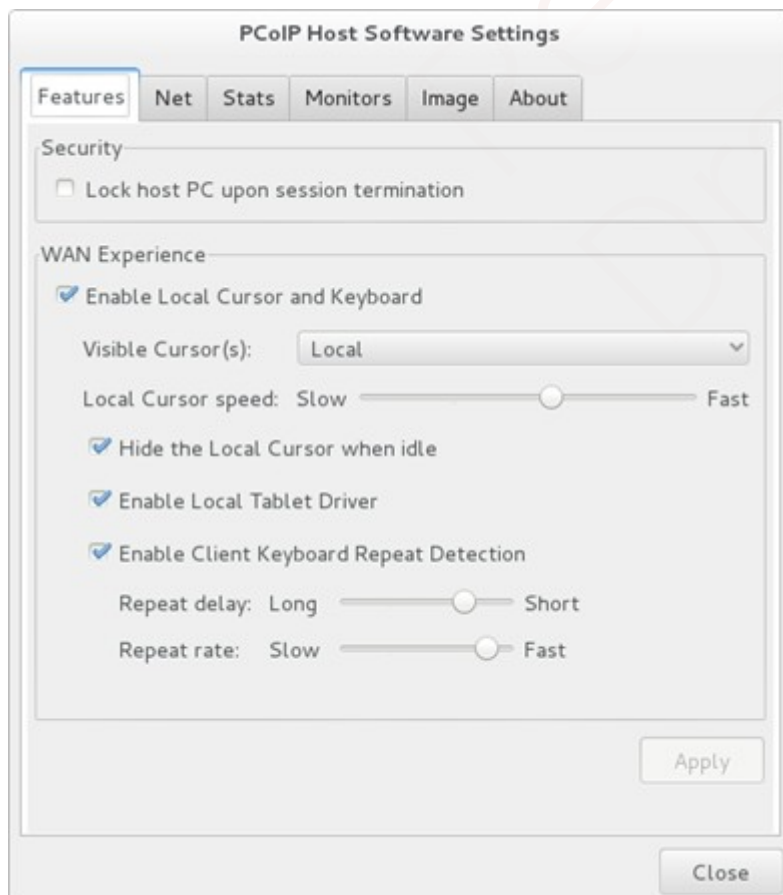 PCoIP Host Software Settings
Features Net Stats Monitors Image About
Security
Lock host PC upon session termination
WAN Experience
Enable Local Cursor and Keyboard
Visible Cursor(s): Local
Local Cursor speed: Slow Fast
Hide the Local Cursor when idle
Enable Local Tablet Driver
Enable Client Keyboard Repeat Detection
Repeat delay: Long Short
Repeat rate: Slow Fast
Apply
Close